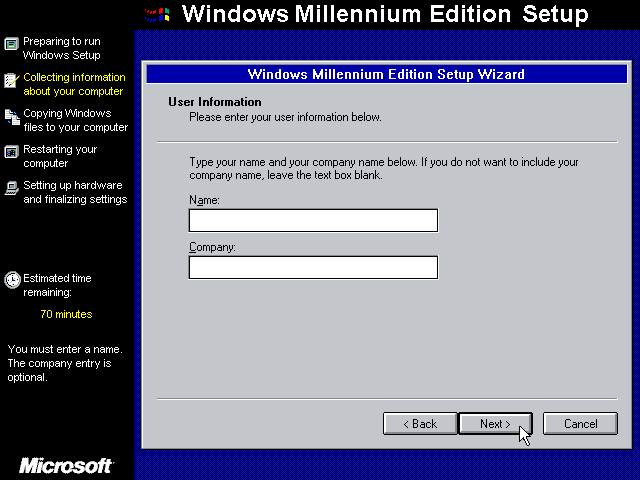 Windows Millennium Edition Setup
Preparing to run
Windows Setup
Collecting information
about your computer
Copying Windows
files to your computer
Restarting your
computer
Setting up hardware
and finalizing settings
Estimated time
remaining:
70 minutes
You must enter a name.
The company entry is
optional.
Microsoft
Windows Millennium Edition Setup Wizard
User Information
Please enter your user information below.
Type your name and your company name below. If you do not want to include your
company name, leave the text box blank.
Name:
Company:
< Back
Next >
Cancel